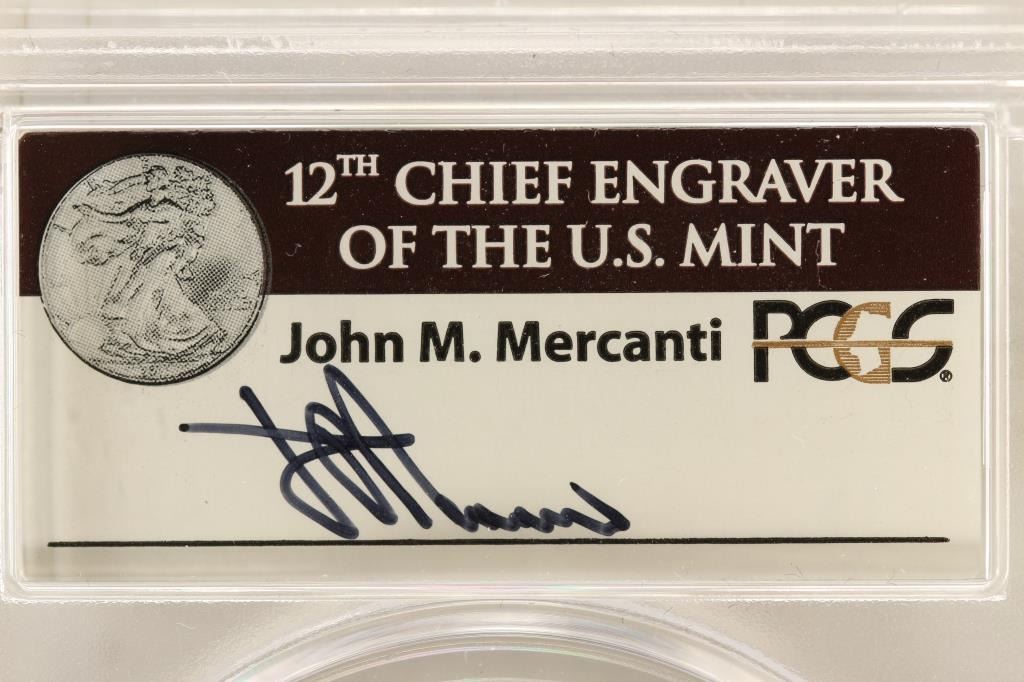 12TH CHIEF ENGRAVER
OF THE U.S. MINT
John M. Mercanti
PCGS®